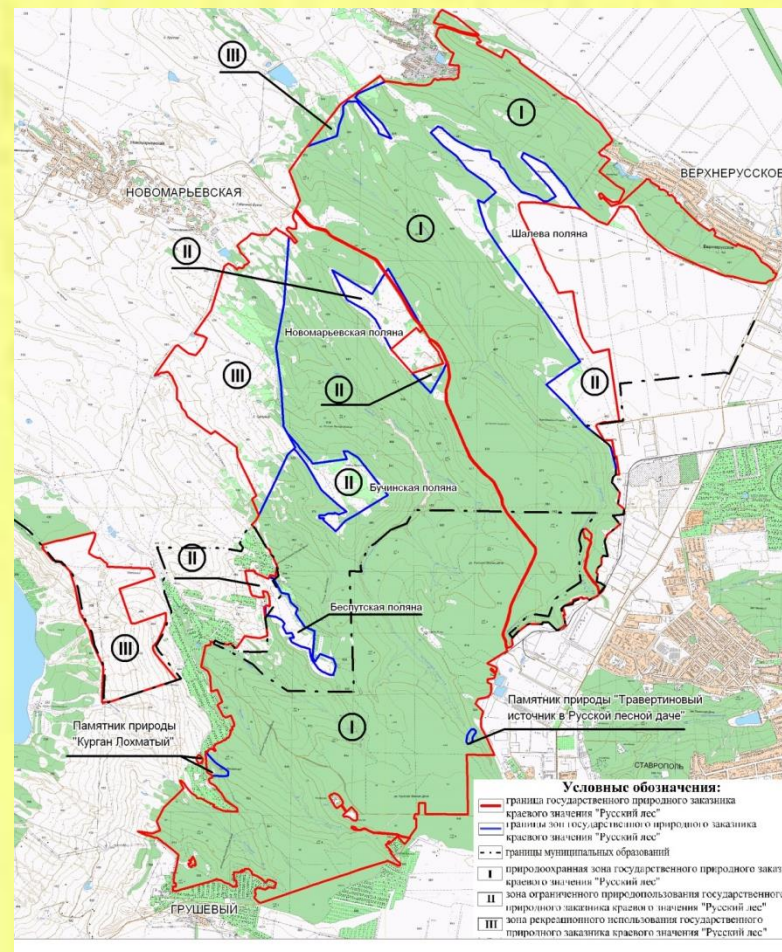 III
I
ВЕРХНЕРУССКОЕ
НОВОМАРЬЕВСКАЯ
I
Шалева поляна
II
Новомарьевская поляна
III
II
II
II
Бучинская поляна
II
Беспутская поляна
III
I
Памятник природы "Травертиновый
источник в Русской лесной даче"
Памятник природы
"Курган Лохматый"
СТАВРОПОЛЬ
ГРУШЕВЫЙ
Условные обозначения:
граница государственного природного заказника
краевого значения "Русский лес"
границы зон государственного природного заказника
краевого значения "Русский лес"
границы муниципальных образований
I природоохранная зона государственного природного заказ
краевого значения "Русский лес"
II зона ограниченного природопользования государственного
природного заказника краевого значения "Русский лес"
III зона рекреационного использования государственного
природного заказника краевого значения "Русский лес"